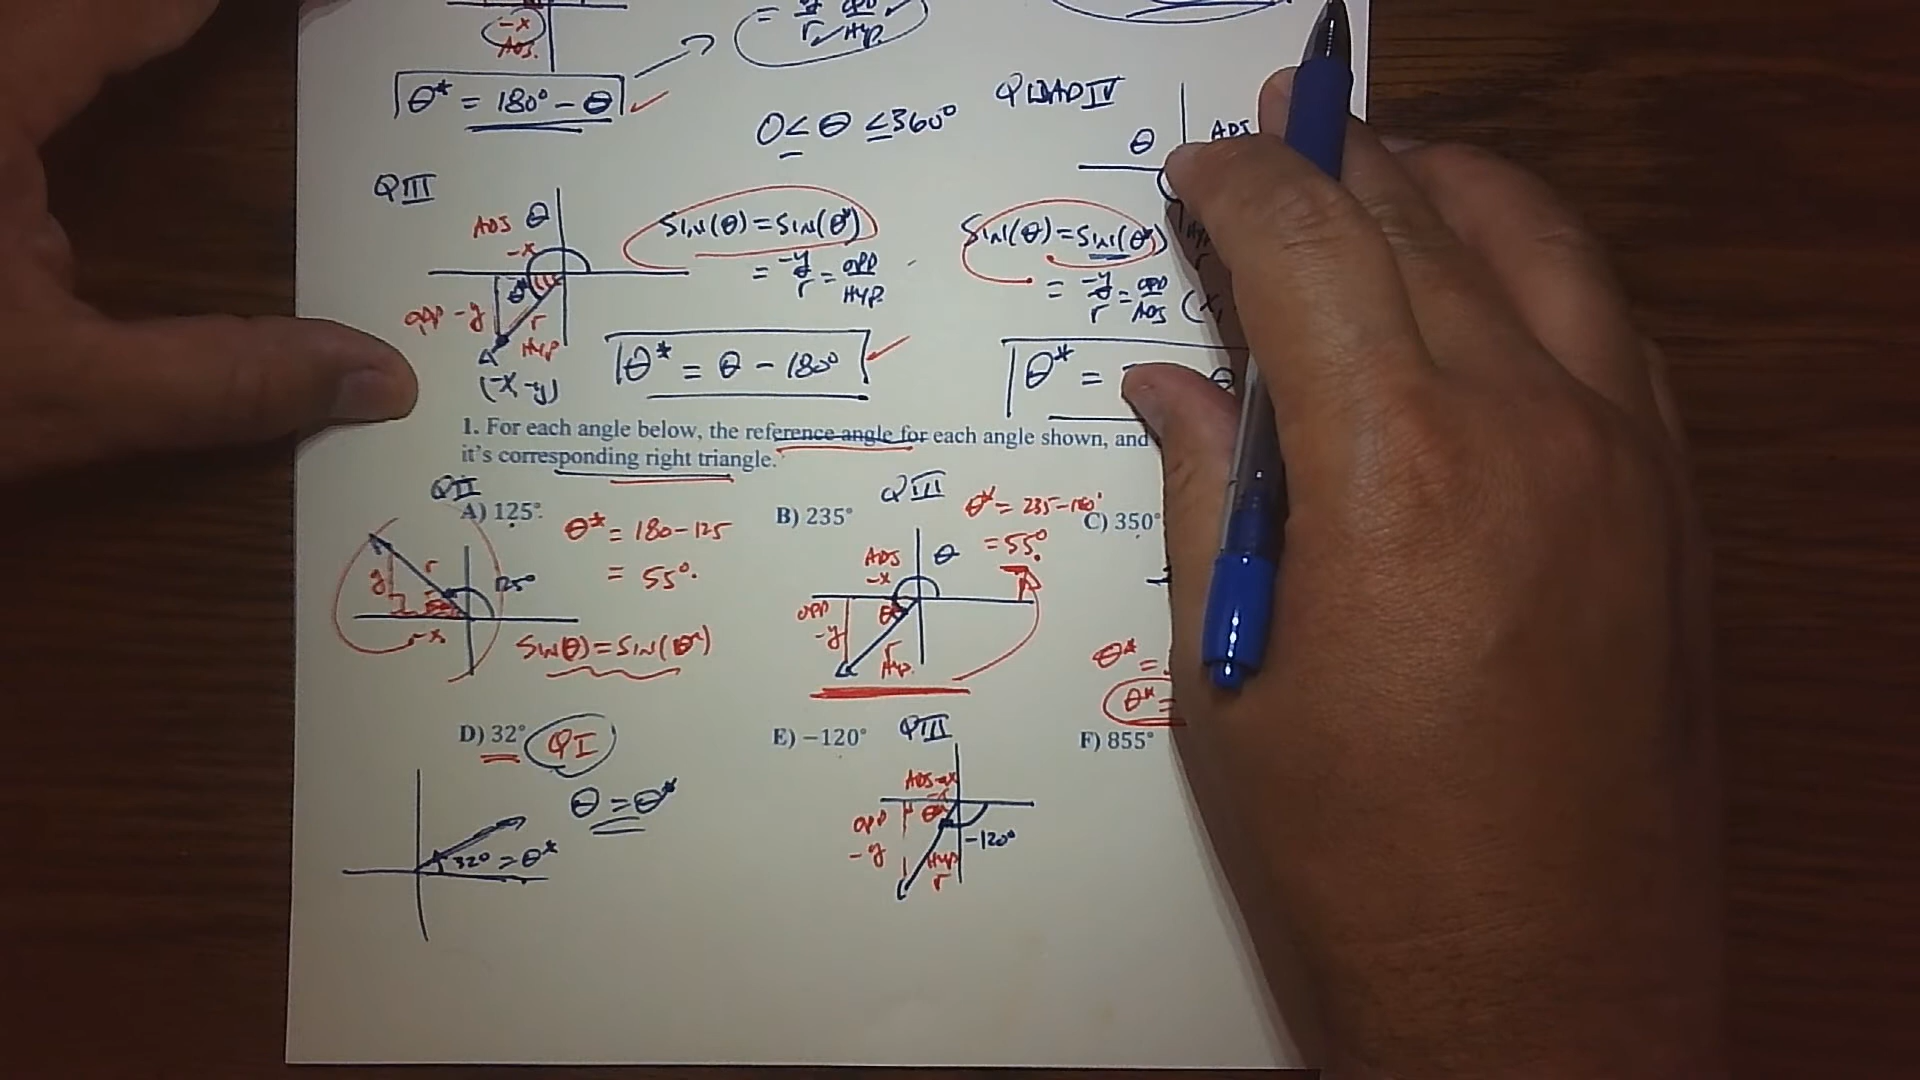 -x
ADJ.
= y/r opp/Hyp.
θ* = 180° - θ
0 ≤ θ ≤ 360°
QUAD IV
θ
ADJ
QIII
ADJ θ
-x
θ*
opp -y
r
Hyp
(-x -y)
Sin(θ) = Sin(θ*)
= -y/r = opp/Hyp.
θ* = θ - 180°
Sin(θ) = Sin(θ*)
= -y/r = opp/ADJ (x,
θ* =
θ
1. For each angle below, the reference angle for each angle shown, and
it's corresponding right triangle.
QII
A) 125°.
θ* = 180 - 125
= 55°.
y
r
125°
-x
Sin(θ) = Sin(θ*)
QIII
B) 235°
θ* = 235 - 180°
= 55°.
ADJ
-x
θ
opp
-y
r
Hyp.
C) 350°
θ* =
θ* =
D) 32°
QI
θ = θ*
32° = θ*
E) −120°
QIII
ADJ -x
θ*
opp
-y
-120°
Hyp
r
F) 855°